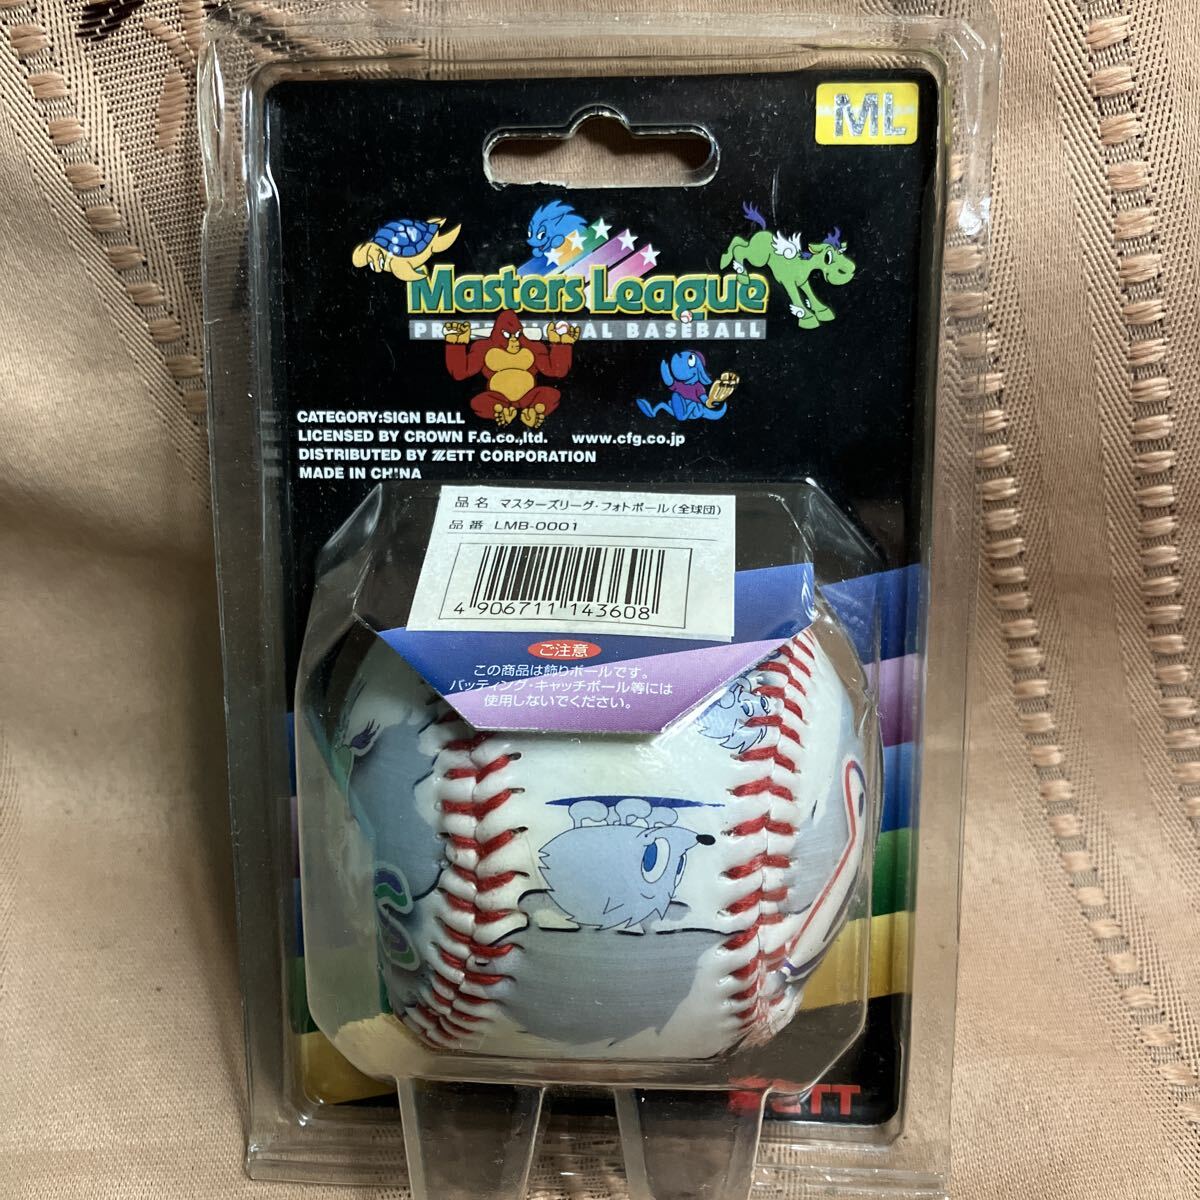 ML
Masters League
PR AL BASEBALL
CATEGORY:SIGN BALL
LICENSED BY CROWN F.G.co.,ltd. www.cfg.co.jp
DISTRIBUTED BY ZETT CORPORATION
MADE IN CHINA
品名 マスターズリーグ・フォトボール(全球団)
品番 LMB-0001
4 906711 143608
ご注意
この商品は飾りボールです。
バッティング・キャッチボール等には
使用しないでください。
ZETT